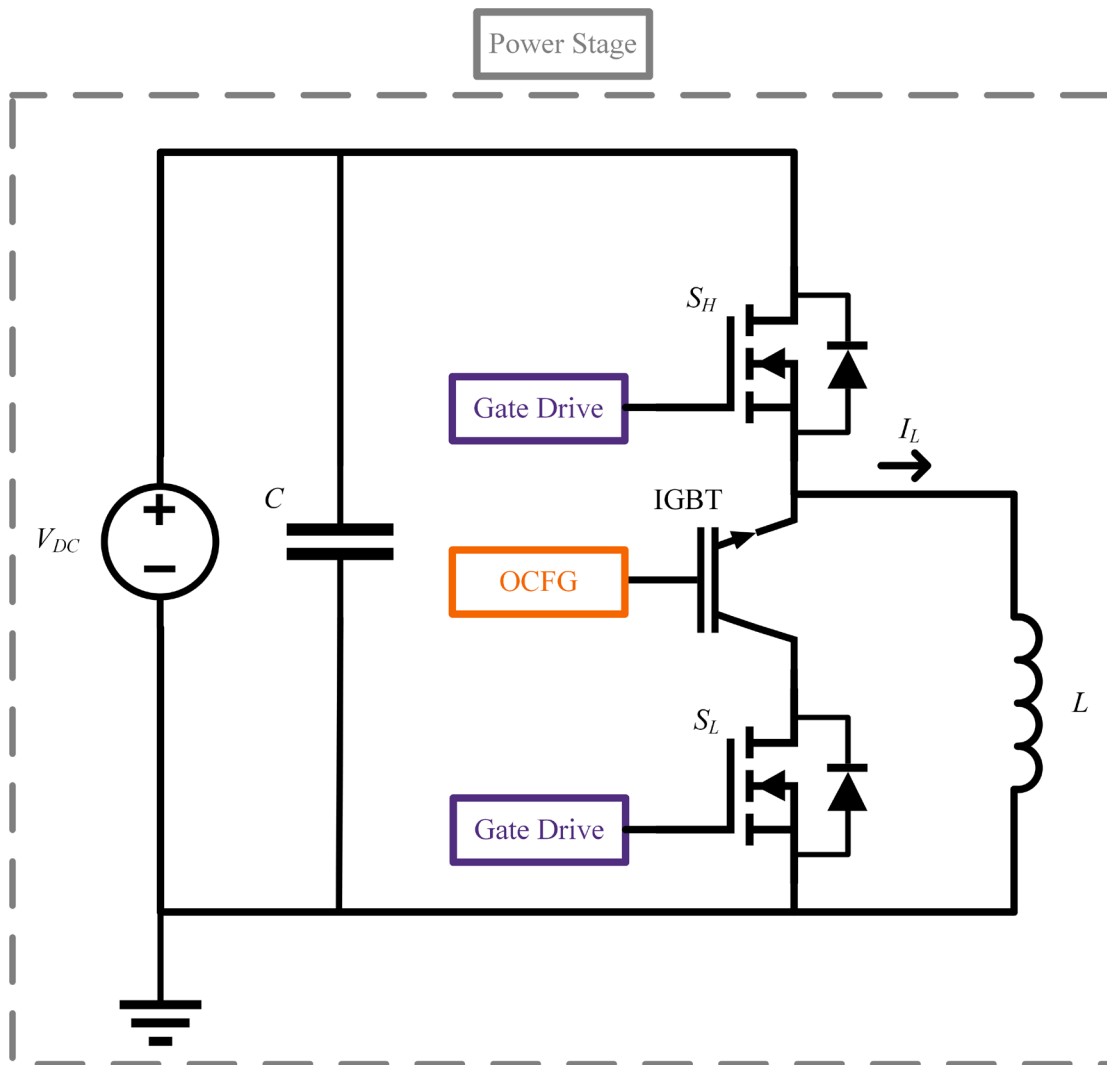 Power Stage
S_H
Gate Drive
I_L
IGBT
C
V_DC
OCFG
S_L
L
Gate Drive